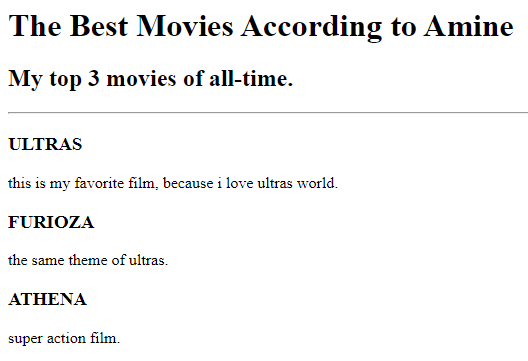 The Best Movies According to Amine
My top 3 movies of all-time.
ULTRAS
this is my favorite film, because i love ultras world.
FURIOZA
the same theme of ultras.
ATHENA
super action film.